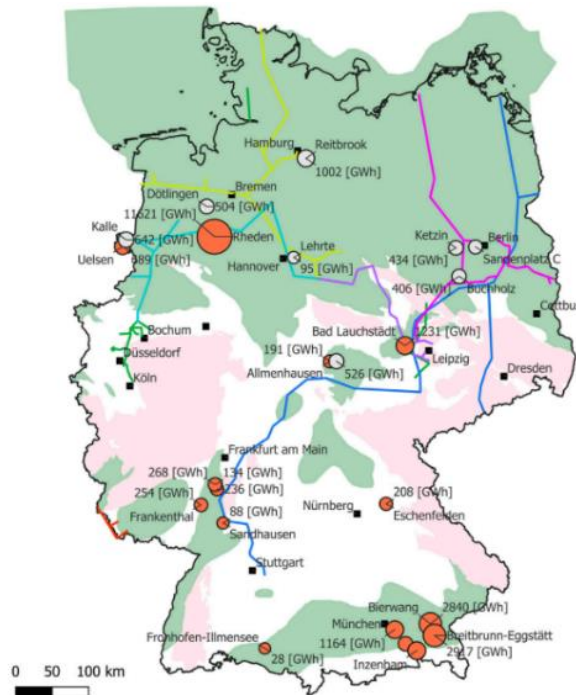 Hamburg
Reitbrook
1002 [GWh]
Bremen
Dötlingen
504 [GWh]
11621 [GWh]
Kalle
642 [GWh]
Rheden
Uelsen
689 [GWh]
Hannover
Lehrte
95 [GWh]
Ketzin
Berlin
434 [GWh]
406 [GWh]
Buchholz
Bochum
Düsseldorf
Köln
Bad Lauchstädt
1231 [GWh]
191 [GWh]
Leipzig
Allmenhausen
526 [GWh]
Dresden
Frankfurt am Main
268 [GWh]
134 [GWh]
236 [GWh]
254 [GWh]
Frankenthal
88 [GWh]
Sandhausen
208 [GWh]
Nürnberg
Eschenfelden
Stuttgart
Bierwang
2840 [GWh]
München
Breitbrunn-Eggstätt
Fronhofen-Illmensee
1164 [GWh]
2917 [GWh]
28 [GWh]
Inzenham
0 50 100 km